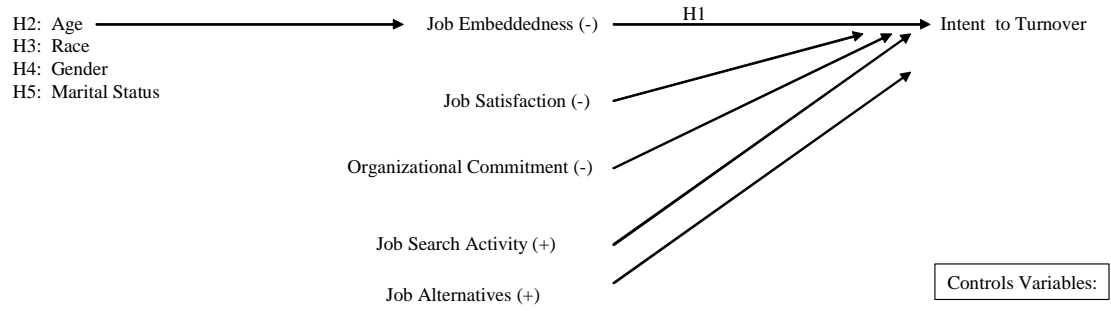 H2: Age
Job Embeddedness (-)
H1
Intent to Turnover
H3: Race
H4: Gender
H5: Marital Status
Job Satisfaction (-)
Organizational Commitment (-)
Job Search Activity (+)
Job Alternatives (+)
Controls Variables: